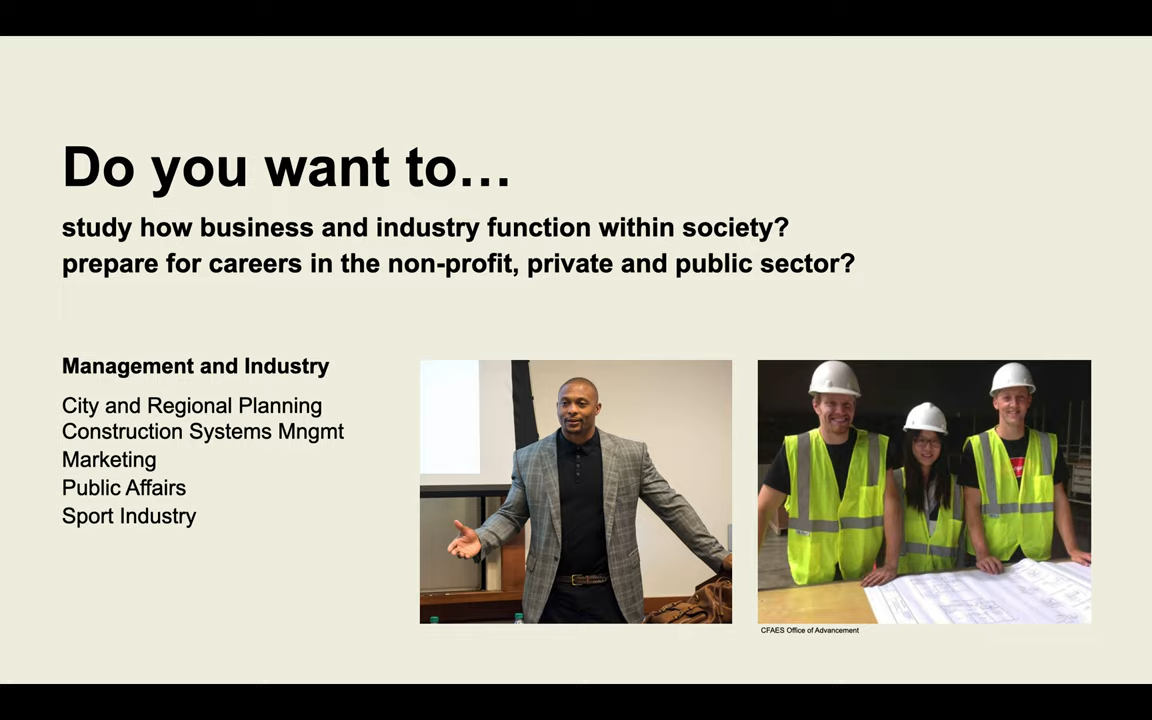 Do you want to…
study how business and industry function within society?
prepare for careers in the non-profit, private and public sector?
Management and Industry
City and Regional Planning
Construction Systems Mngmt
Marketing
Public Affairs
Sport Industry
CFAES Office of Advancement